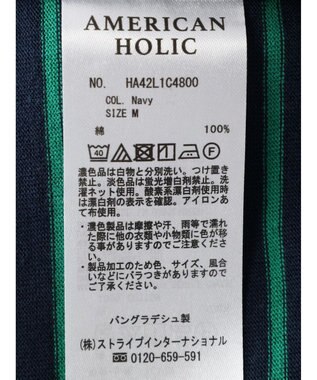 AMERICAN
HOLIC
NO. HA42L1C4800
COL. Navy
SIZE M
綿 100%
40
濃色品は白物と分別洗い。つけ置き
禁止。淡色品は蛍光増白剤禁止。洗
濯ネット使用。酸素系漂白剤使用時
は漂白剤の表示を確認。アイロンあ
て布使用。
・濃色製品は摩擦や汗、雨等で濡れ
た際に他の衣類や小物類に色が移
る事がありますのでご注意くださ
い。
・製品加工のため色、サイズ、風合
いなどにバラつきがありますので
ご了承ください。
バングラデシュ製
(株)ストライプインターナショナル
0120-659-591